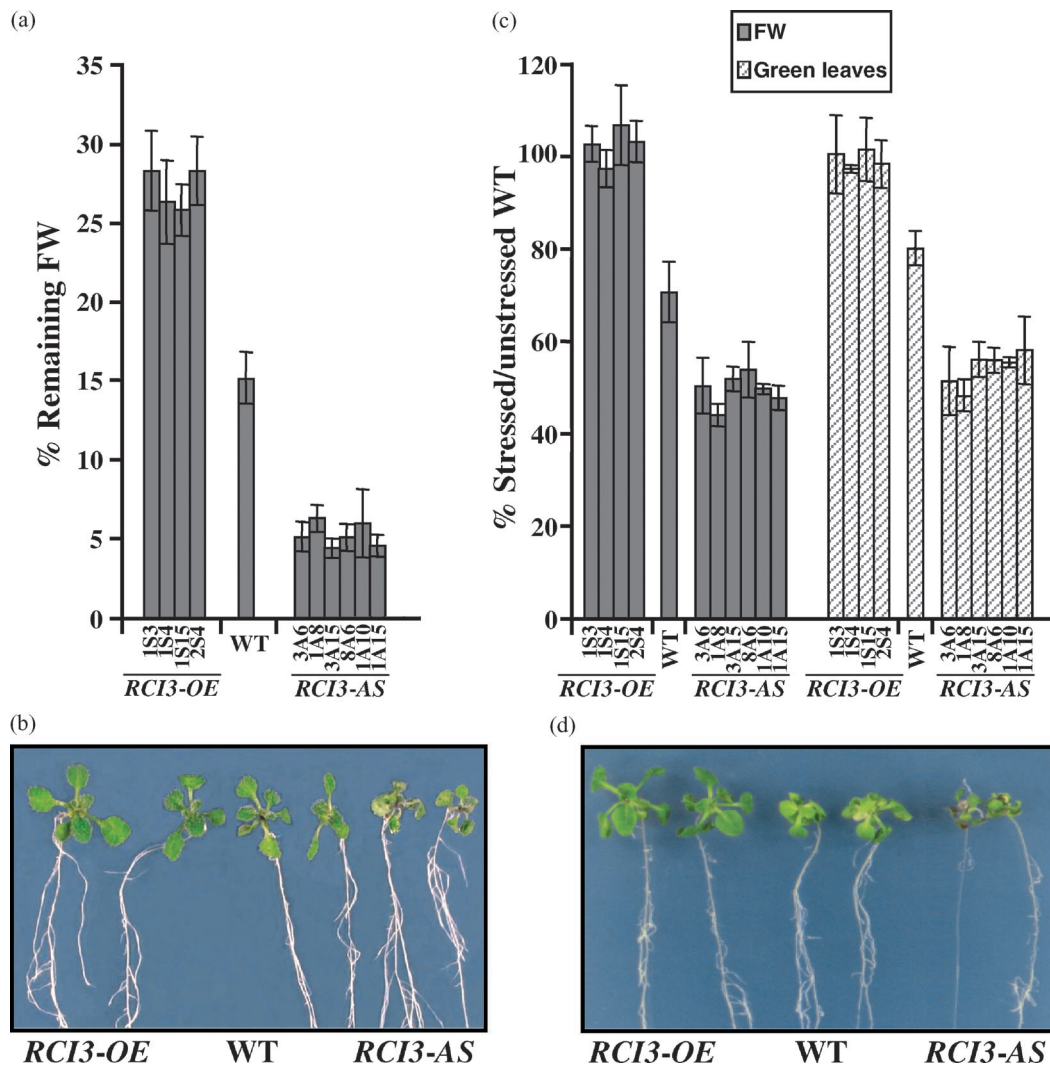 (a)
% Remaining FW
35
30
25
20
15
10
5
0
1S3
1S4
1S15
2S4
RCI3-OE
WT
3A6
1A8
3A15
8A6
1A10
1A15
RCI3-AS
(c)
FW
Green leaves
% Stressed/unstressed WT
120
100
80
60
40
20
0
1S3
1S4
1S15
2S4
RCI3-OE
WT
3A6
1A8
3A15
8A6
1A10
1A15
RCI3-AS
1S3
1S4
1S15
2S4
RCI3-OE
WT
3A6
1A8
3A15
8A6
1A10
1A15
RCI3-AS
(b)
RCI3-OE WT RCI3-AS
(d)
RCI3-OE WT RCI3-AS